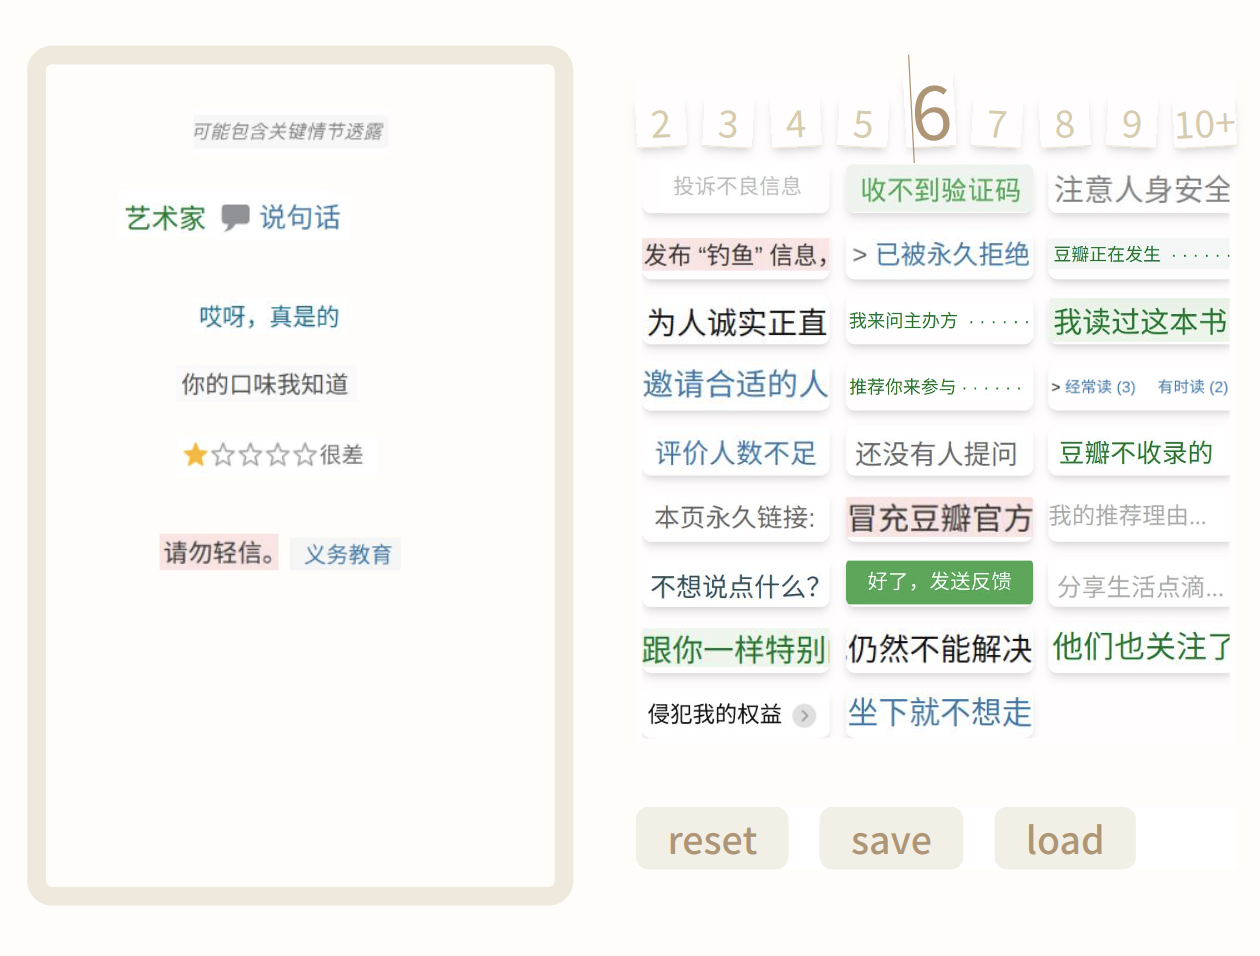 可能包含关键情节透露
艺术家 说句话
哎呀，真是的
你的口味我知道
很差
请勿轻信。 义务教育
2 3 4 5 6 7 8 9 10+
投诉不良信息 收不到验证码 注意人身安全
发布 “钓鱼” 信息， > 已被永久拒绝 豆瓣正在发生 · · · · · ·
为人诚实正直 我来问主办方 · · · · · · 我读过这本书
邀请合适的人 推荐你来参与 · · · · · · > 经常读 (3) 有时读 (2)
评价人数不足 还没有人提问 豆瓣不收录的
本页永久链接: 冒充豆瓣官方 我的推荐理由...
不想说点什么? 好了，发送反馈 分享生活点滴...
跟你一样特别 仍然不能解决 他们也关注了
侵犯我的权益 > 坐下就不想走
reset save load